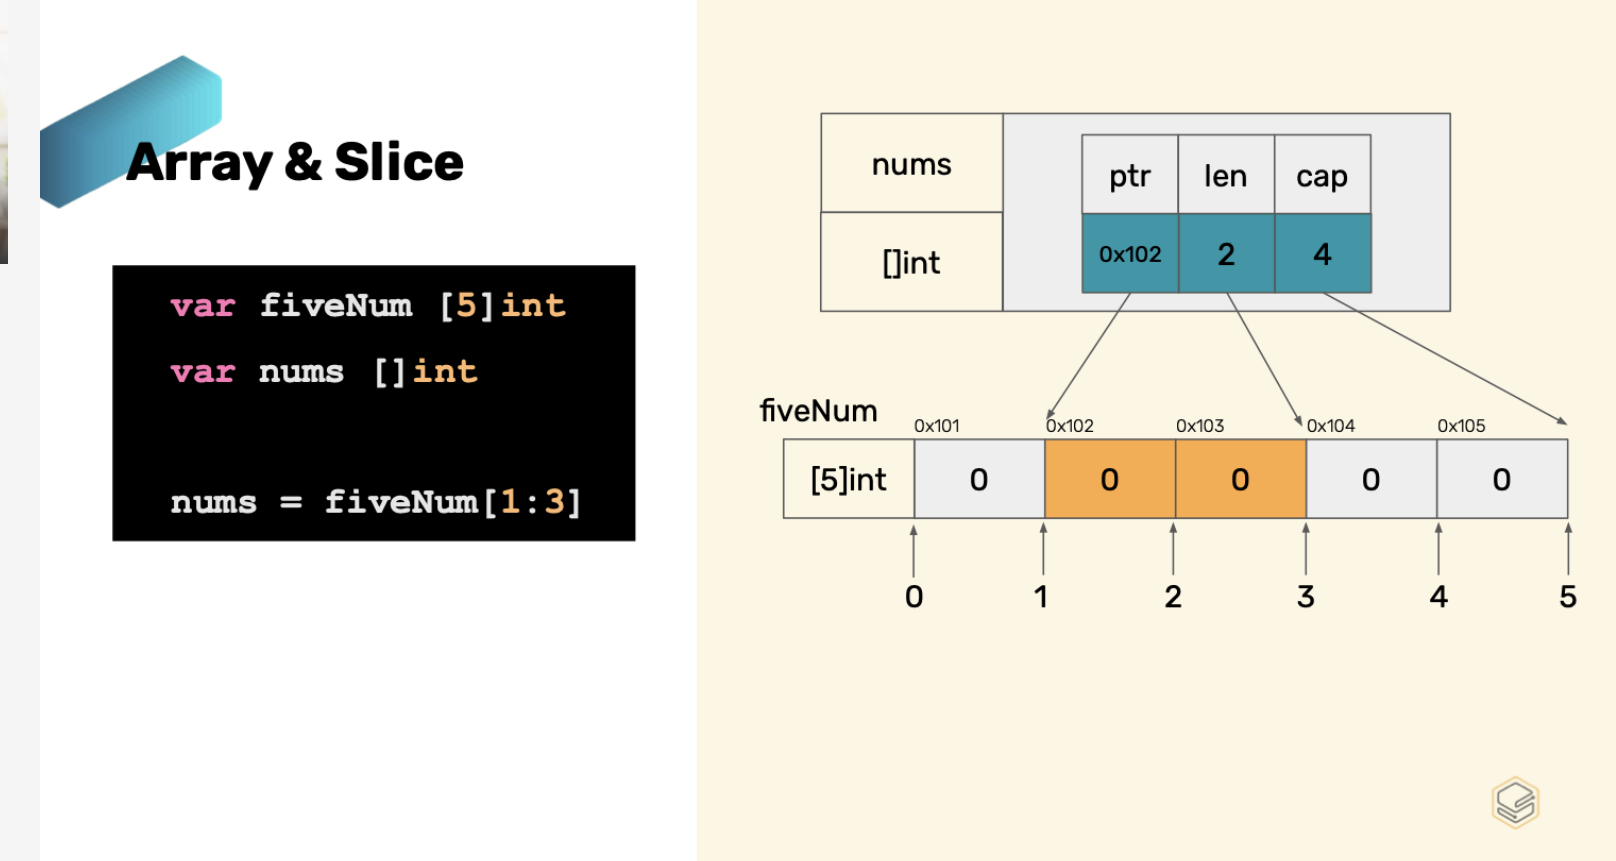 Array & Slice
var fiveNum [5]int
var nums []int
nums = fiveNum[1:3]
nums
[]int
ptr len cap
0x102 2 4
fiveNum
0x101 0x102 0x103 0x104 0x105
[5]int 0 0 0 0 0
0 1 2 3 4 5